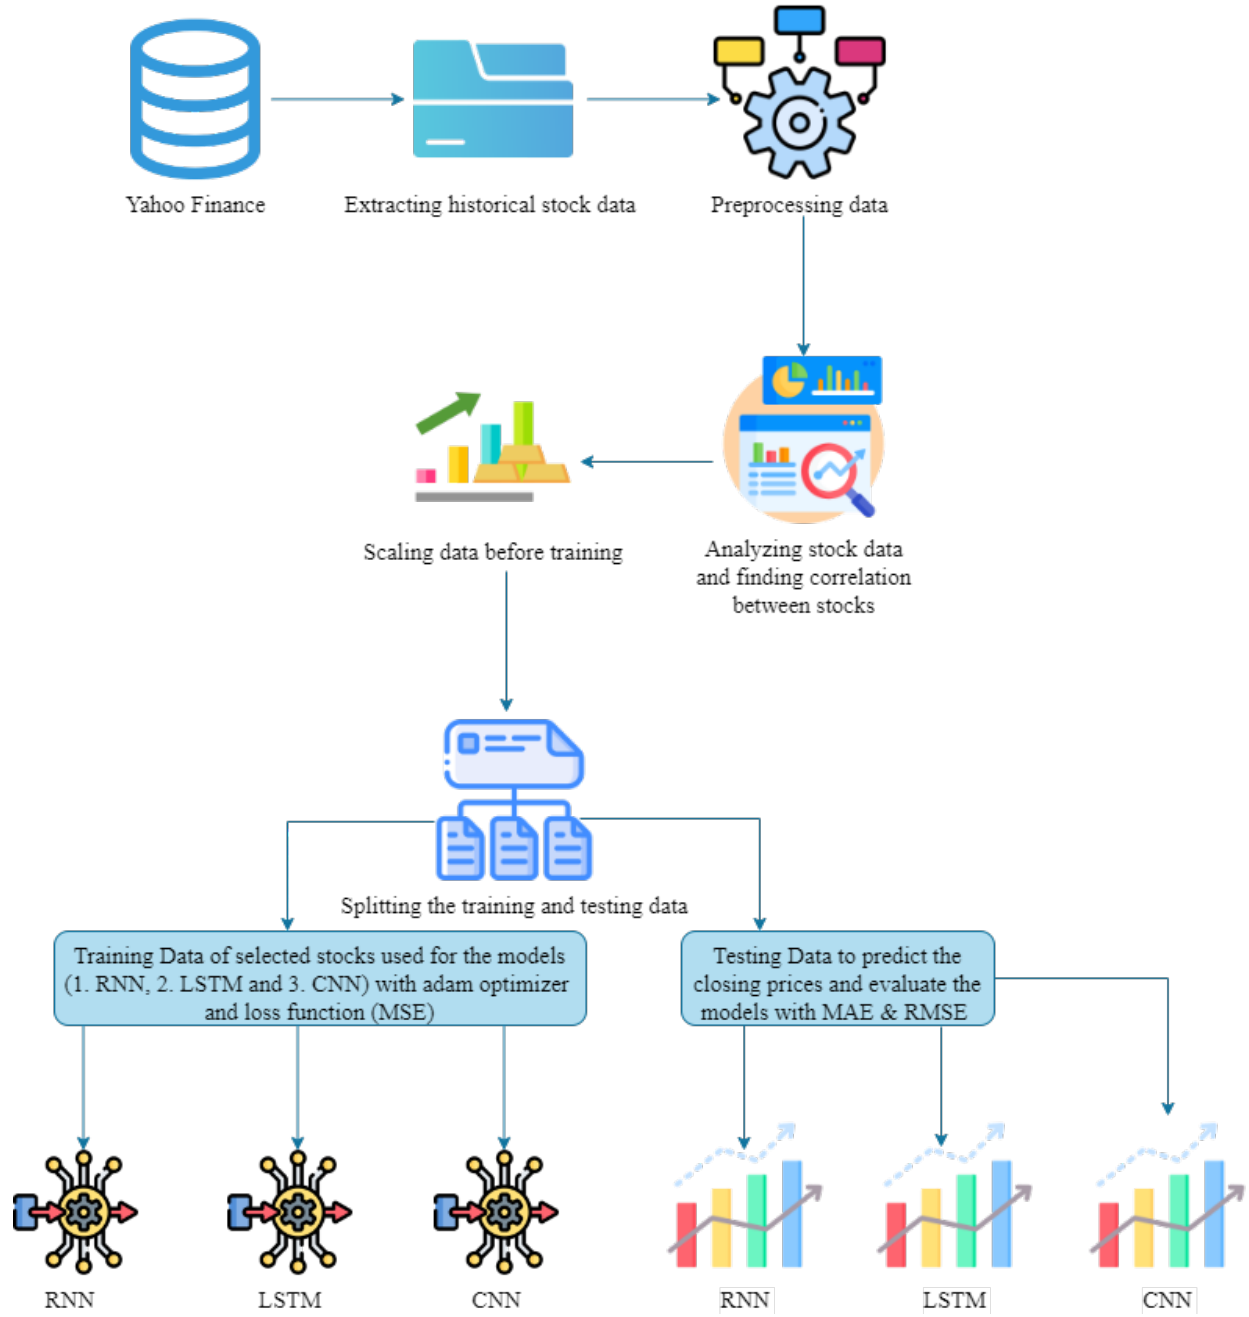 Yahoo Finance
Extracting historical stock data
Preprocessing data
Scaling data before training
Analyzing stock data
and finding correlation
between stocks
Splitting the training and testing data
Training Data of selected stocks used for the models
(1. RNN, 2. LSTM and 3. CNN) with adam optimizer
and loss function (MSE)
Testing Data to predict the
closing prices and evaluate the
models with MAE & RMSE
RNN
LSTM
CNN
RNN
LSTM
CNN